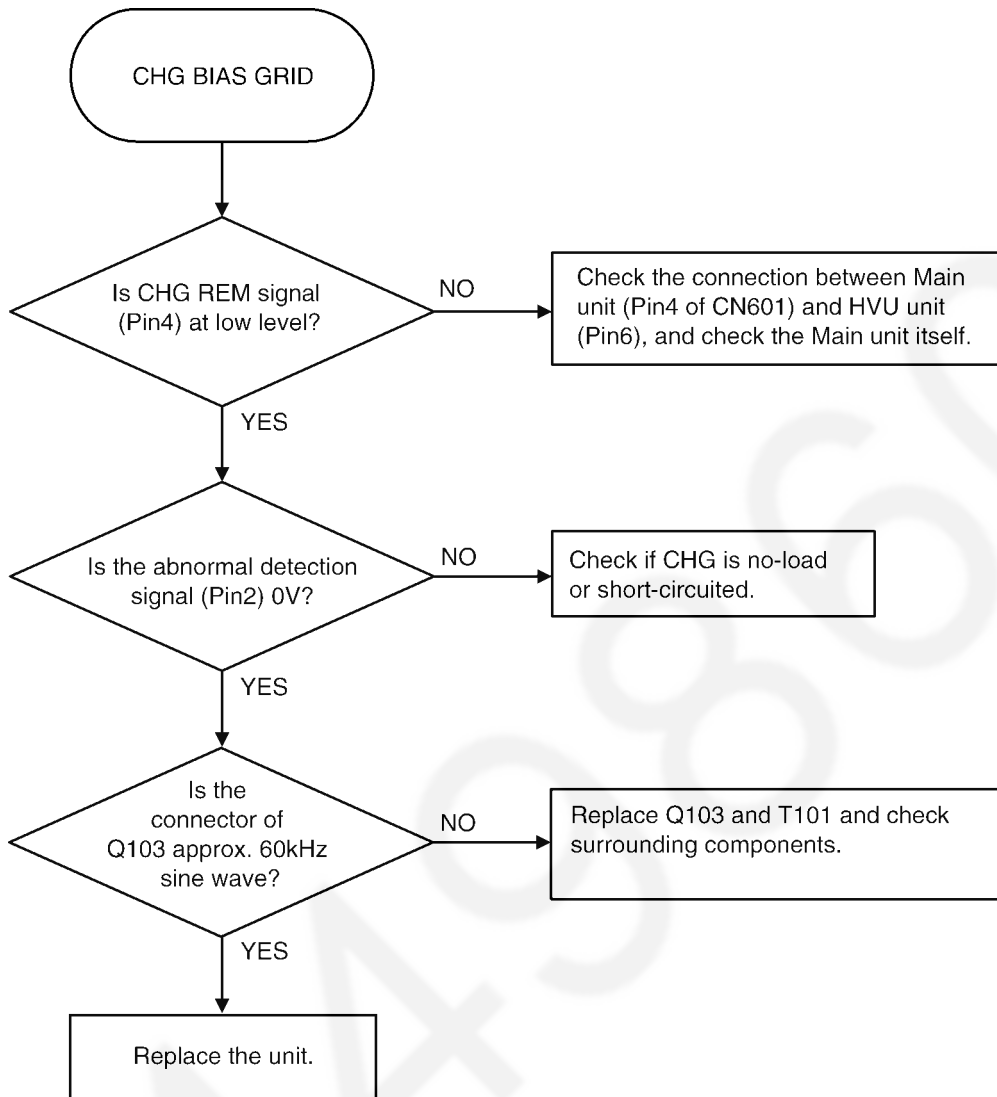 CHG BIAS GRID
Is CHG REM signal
(Pin4) at low level?
NO
Check the connection between Main
unit (Pin4 of CN601) and HVU unit
(Pin6), and check the Main unit itself.
YES
Is the abnormal detection
signal (Pin2) 0V?
NO
Check if CHG is no-load
or short-circuited.
YES
Is the
connector of
Q103 approx. 60kHz
sine wave?
NO
Replace Q103 and T101 and check
surrounding components.
YES
Replace the unit.